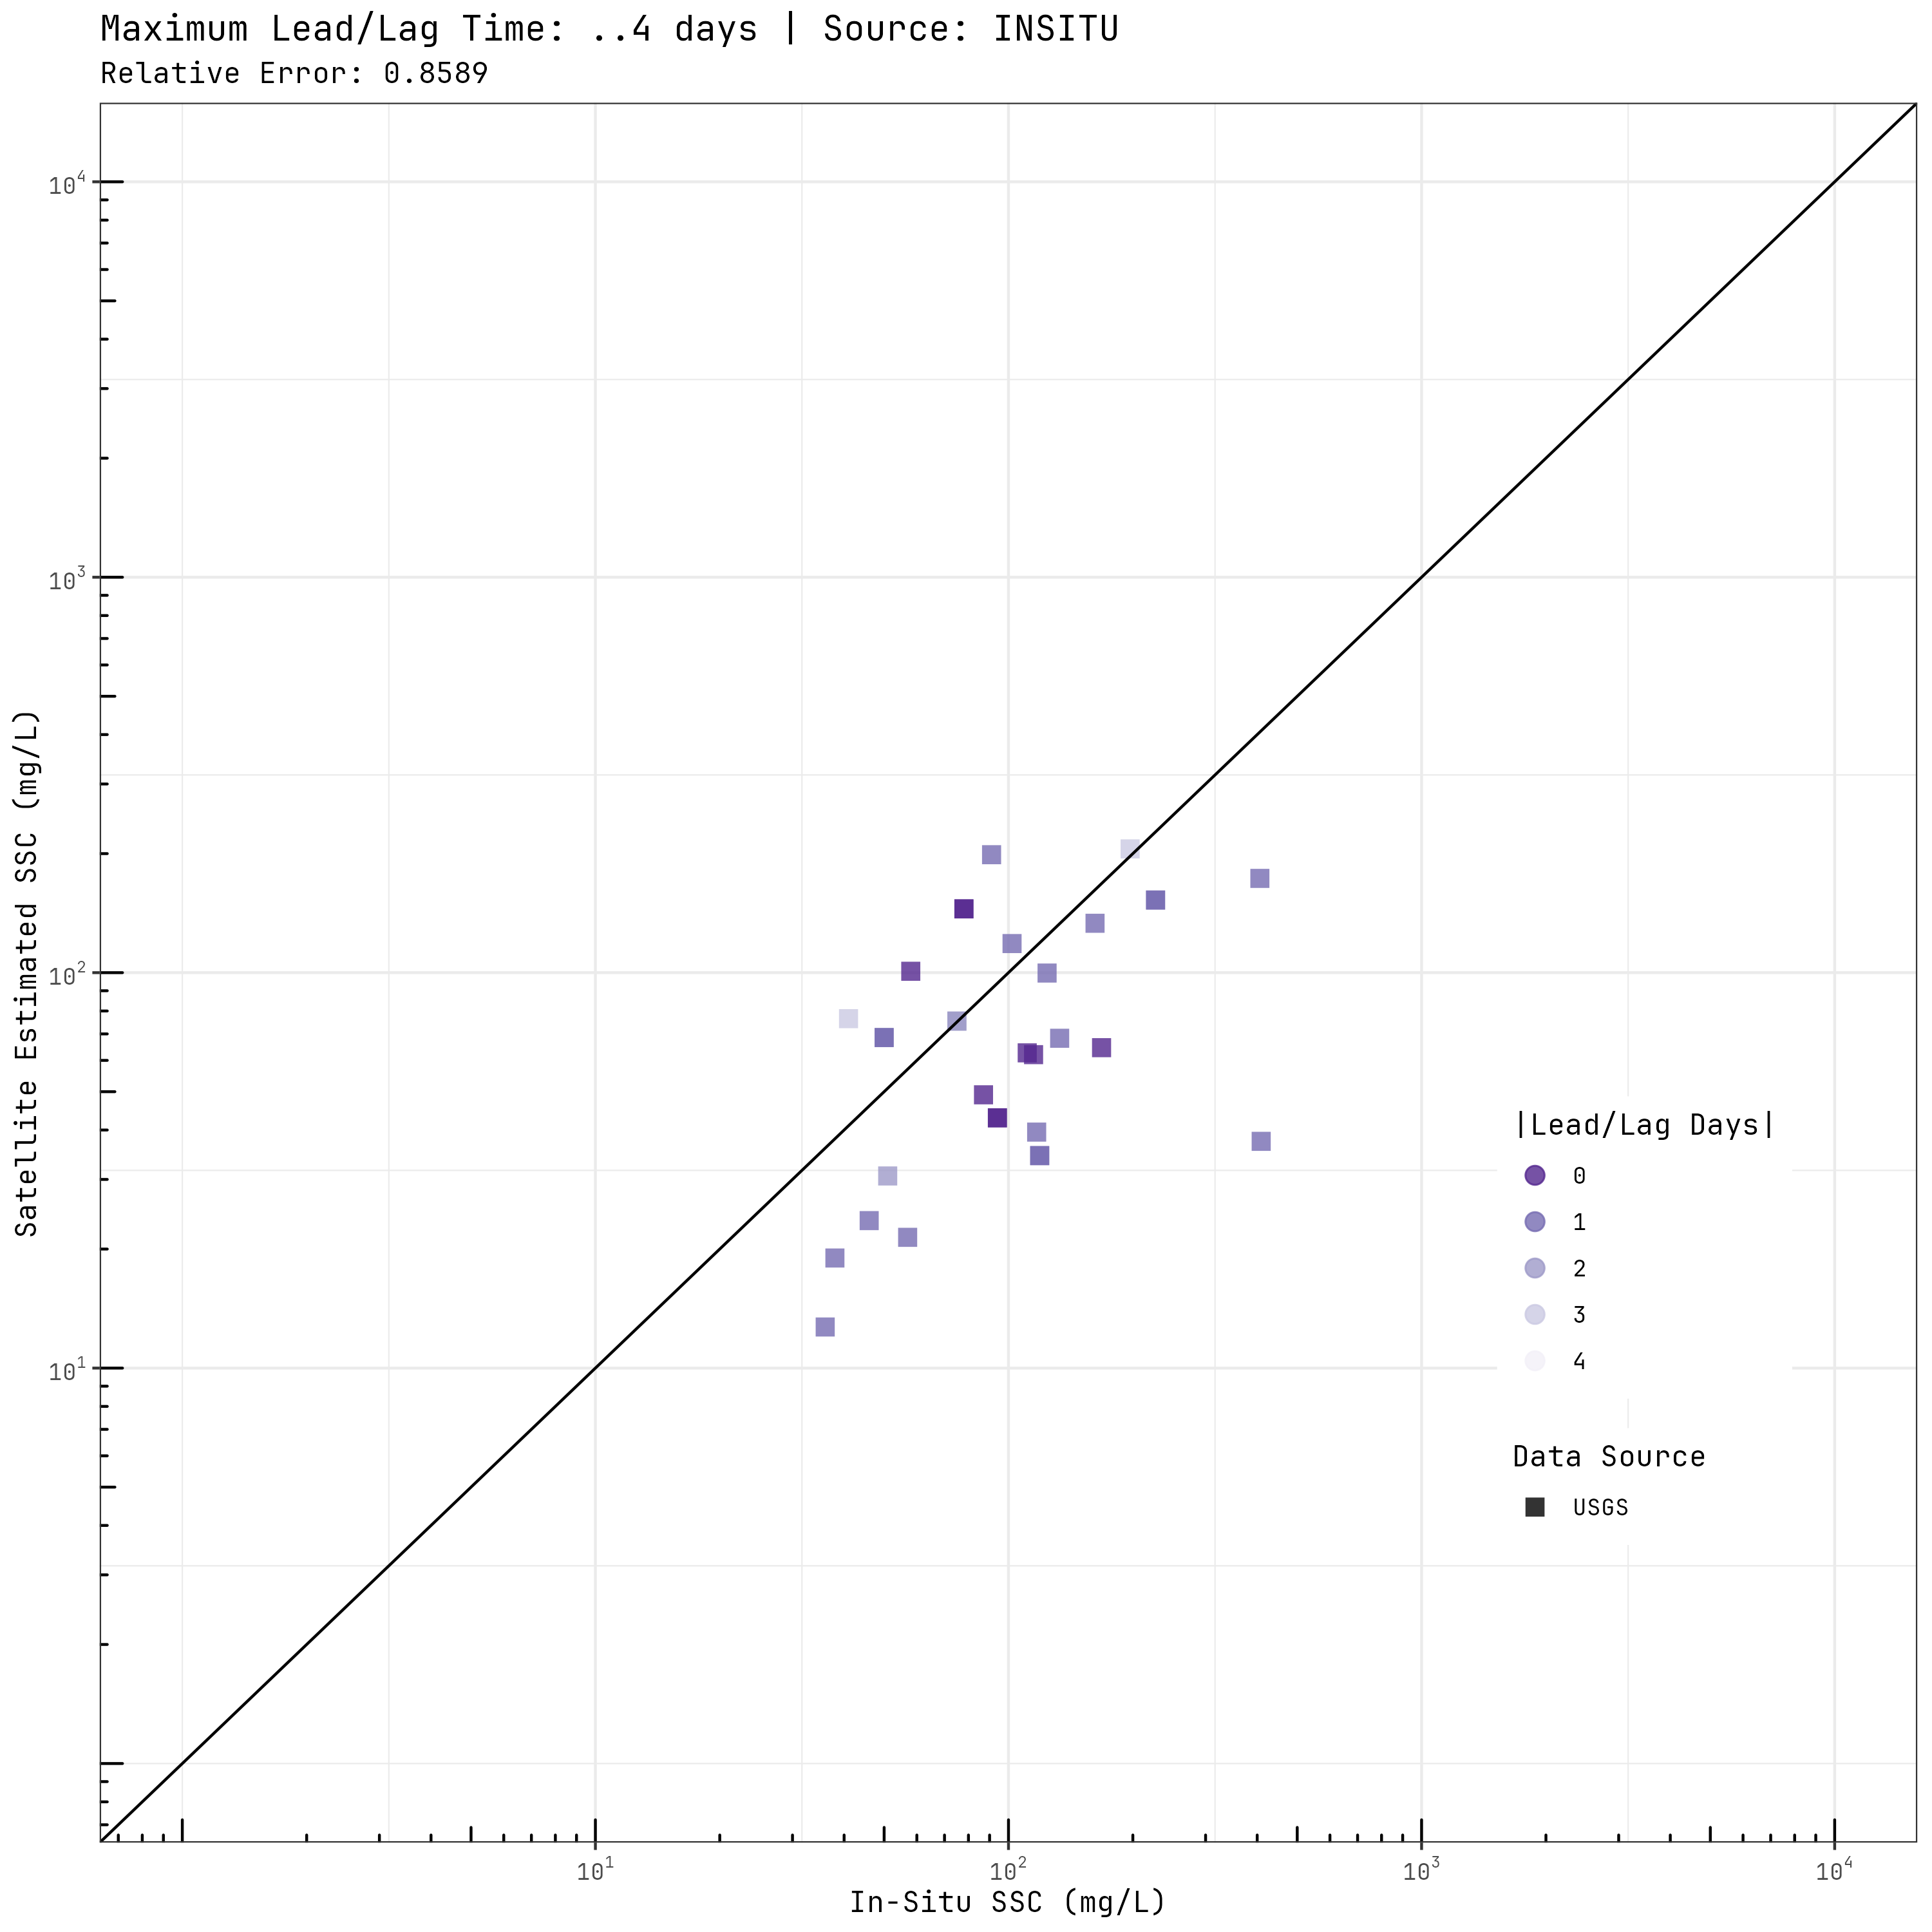 Maximum Lead/Lag Time: ..4 days | Source: INSITU
Relative Error: 0.8589
10⁴
10³
10²
10¹
Satellite Estimated SSC (mg/L)
|Lead/Lag Days|
0
1
2
3
4
Data Source
USGS
10¹ 10² 10³ 10⁴
In-Situ SSC (mg/L)